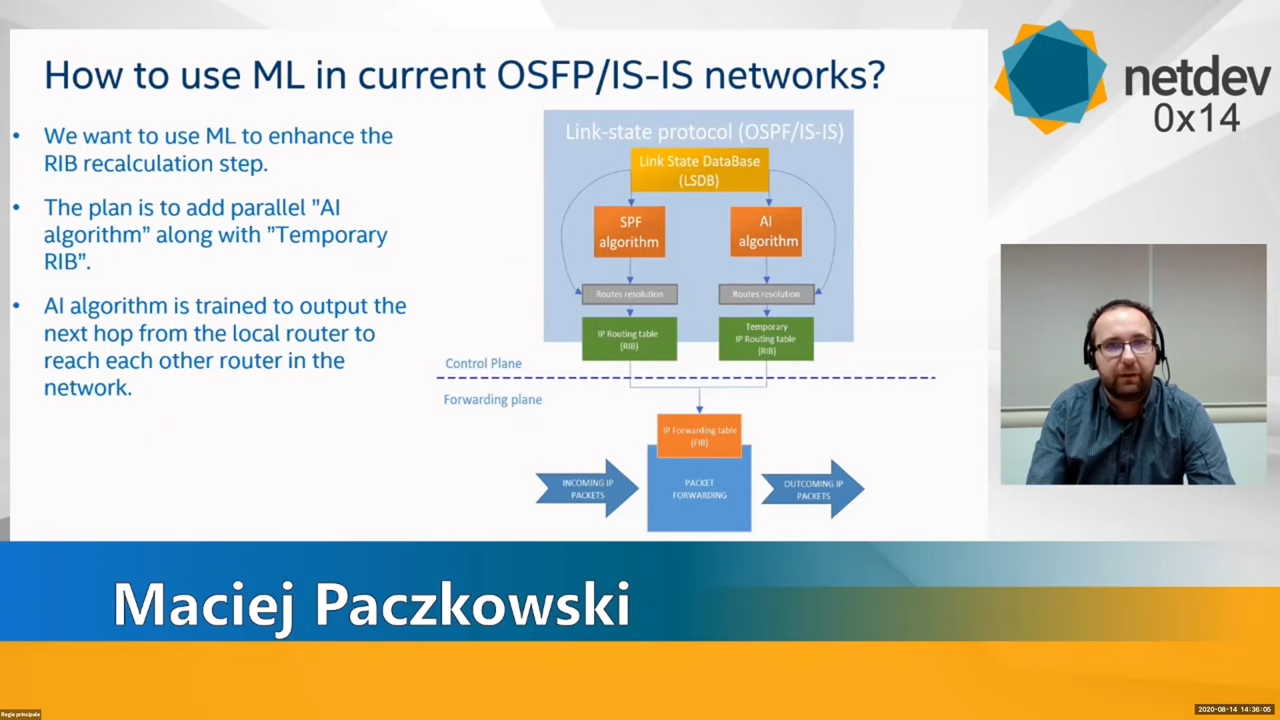 How to use ML in current OSFP/IS-IS networks?
• We want to use ML to enhance the
RIB recalculation step.
• The plan is to add parallel "AI
algorithm" along with "Temporary
RIB".
• AI algorithm is trained to output the
next hop from the local router to
reach each other router in the
network.
Link-state protocol (OSPF/IS-IS)
Link State DataBase
(LSDB)
SPF
algorithm
AI
algorithm
Routes resolution
Routes resolution
IP Routing table
(RIB)
Temporary
IP Routing table
(RIB)
Control Plane
Forwarding plane
IP Forwarding table
(FIB)
INCOMING IP
PACKETS
PACKET
FORWARDING
OUTCOMING IP
PACKETS
netdev
0x14
Maciej Paczkowski
Regie principale
2020-08-14 14:36:05